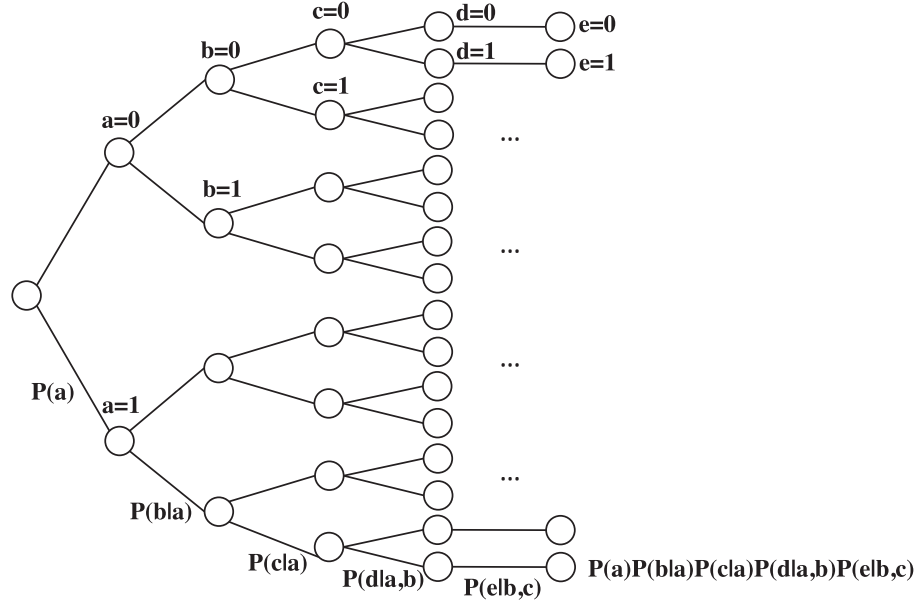 c=0
d=0
e=0
b=0
d=1
e=1
c=1
a=0
...
b=1
...
...
P(a)
a=1
...
P(b|a)
P(c|a)
P(d|a,b)
P(e|b,c)
P(a)P(b|a)P(c|a)P(d|a,b)P(e|b,c)